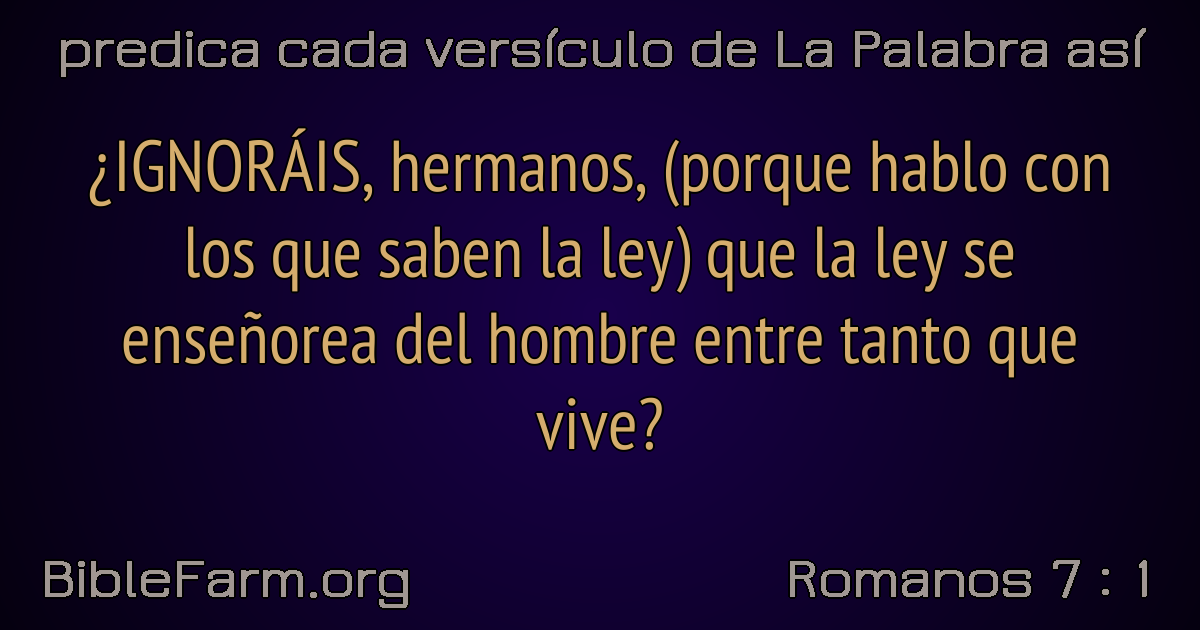 predica cada versículo de La Palabra así
¿IGNORÁIS, hermanos, (porque hablo con
los que saben la ley) que la ley se
enseñorea del hombre entre tanto que
vive?
BibleFarm.org
Romanos 7 : 1